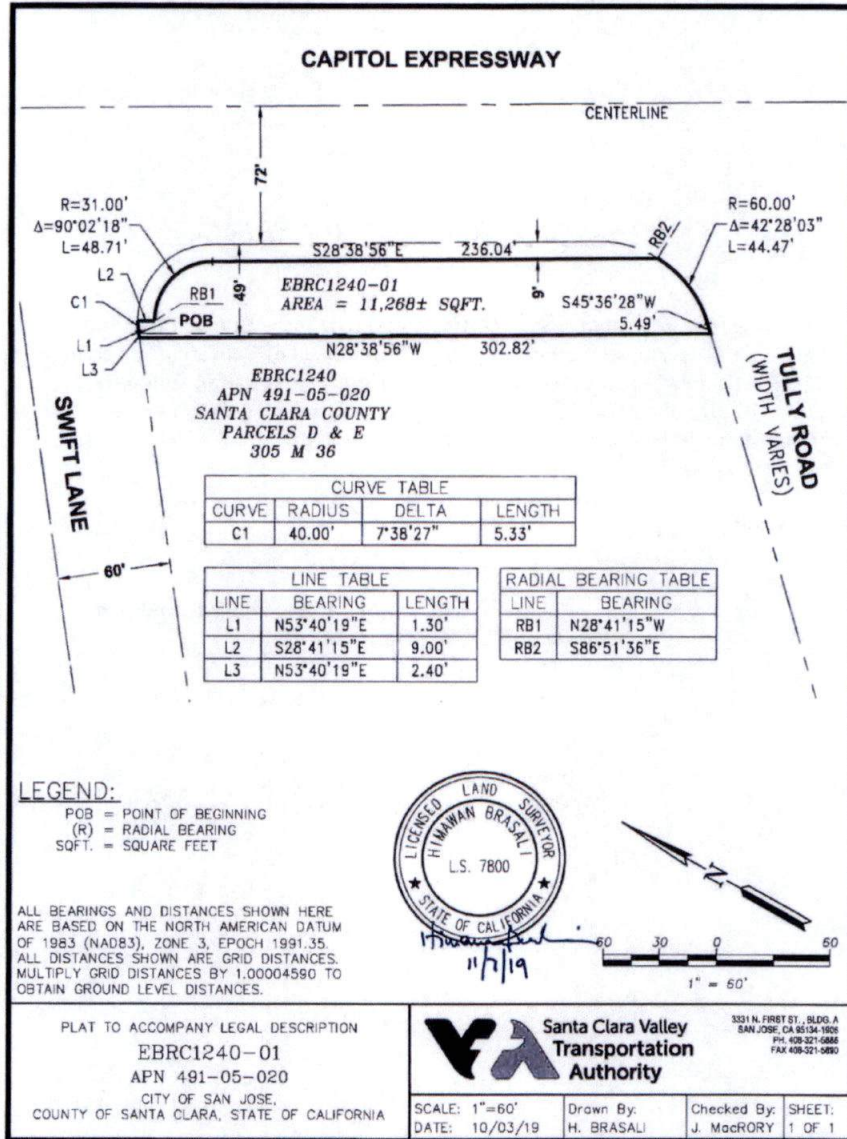 CAPITOL EXPRESSWAY
CENTERLINE
72'
R=31.00'
Δ=90°02'18"
L=48.71'
L2
C1
RB1
POB
L1
L3
49'
S28°38'56"E 236.04'
EBRC1240-01
AREA = 11,268± SQFT.
9'
RB2
R=60.00'
Δ=42°28'03"
L=44.47'
S45°36'28"W
5.49'
N28°38'56"W 302.82'
EBRC1240
APN 491-05-020
SANTA CLARA COUNTY
PARCELS D & E
305 M 36
SWIFT LANE
60'
TULLY ROAD
(WIDTH VARIES)
CURVE TABLE
CURVE RADIUS DELTA LENGTH
C1 40.00' 7°38'27" 5.33'
LINE TABLE
LINE BEARING LENGTH
L1 N53°40'19"E 1.30'
L2 S28°41'15"E 9.00'
L3 N53°40'19"E 2.40'
RADIAL BEARING TABLE
LINE BEARING
RB1 N28°41'15"W
RB2 S86°51'36"E
LEGEND:
POB = POINT OF BEGINNING
(R) = RADIAL BEARING
SQFT. = SQUARE FEET
LICENSED LAND SURVEYOR
HIMAWAN BRASALI
L.S. 7800
★ STATE OF CALIFORNIA ★
11/7/19
N
60 30 0 60
1" = 60'
ALL BEARINGS AND DISTANCES SHOWN HERE
ARE BASED ON THE NORTH AMERICAN DATUM
OF 1983 (NAD83), ZONE 3, EPOCH 1991.35.
ALL DISTANCES SHOWN ARE GRID DISTANCES.
MULTIPLY GRID DISTANCES BY 1.00004590 TO
OBTAIN GROUND LEVEL DISTANCES.
PLAT TO ACCOMPANY LEGAL DESCRIPTION
EBRC1240-01
APN 491-05-020
CITY OF SAN JOSE,
COUNTY OF SANTA CLARA, STATE OF CALIFORNIA
VTA
Santa Clara Valley
Transportation
Authority
3331 N. FIRST ST., BLDG. A
SAN JOSE, CA 95134-1906
SCALE: 1"=60'
DATE: 10/03/19
Drawn By:
H. BRASALI
Checked By:
J. MacRORY
SHEET:
1 OF 1